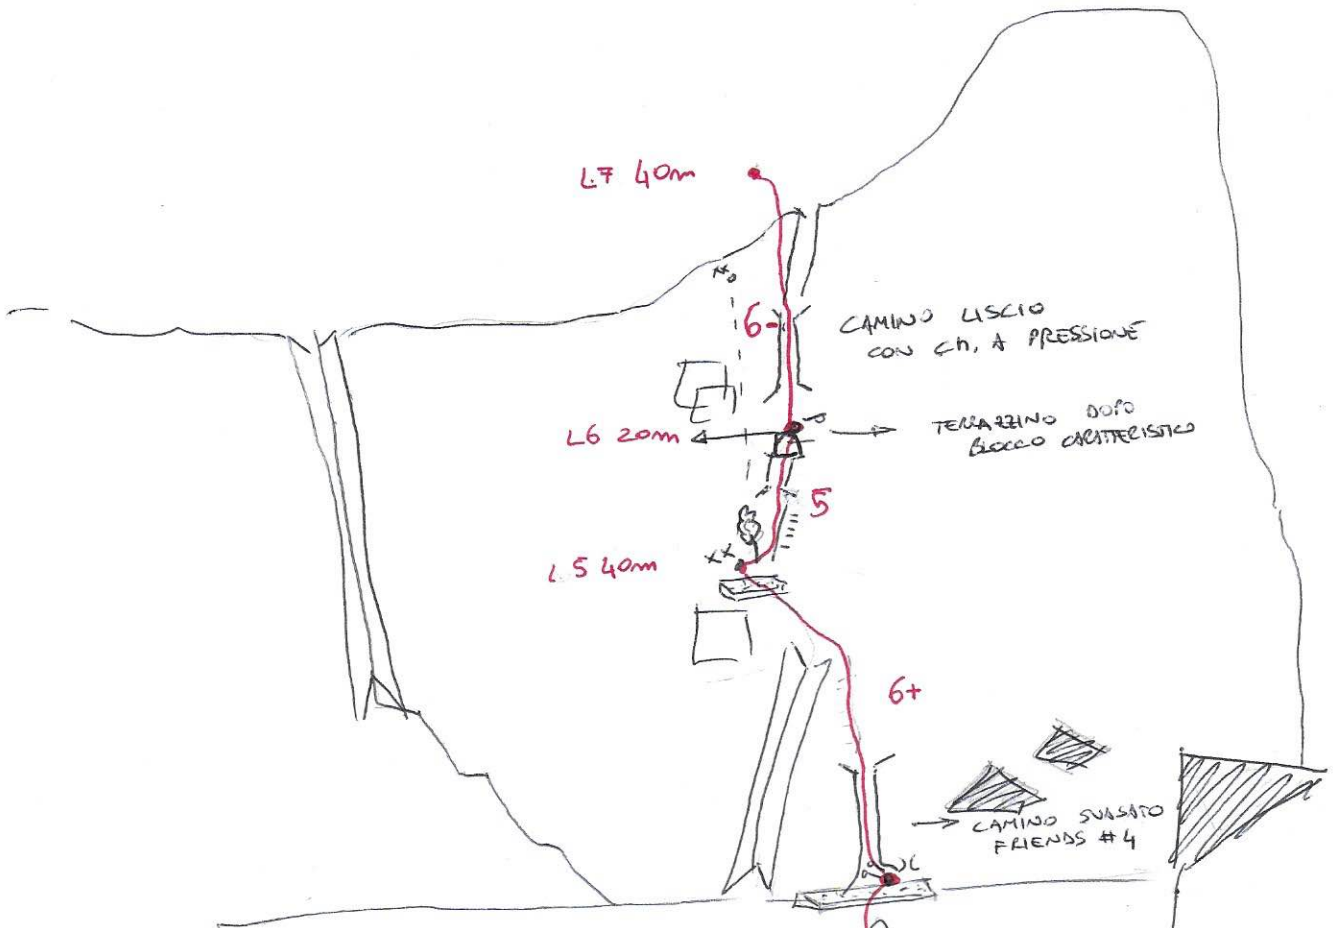 L7 40m
6-
CAMINO LISCIO
CON Ch. A PRESSIONE
L6 20m
TERRAZZINO DOPO
BLOCCO CARATTERISTICO
5
XX
L5 40m
6+
CAMINO SVASATO
FRIENDS #4